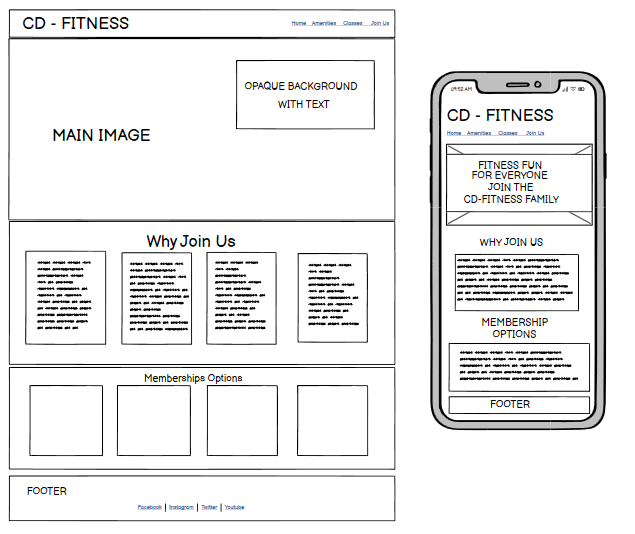 CD - FITNESS
Home Amenities Classes Join Us
OPAQUE BACKGROUND
WITH TEXT
MAIN IMAGE
Why Join Us
Memberships Options
FOOTER
Facebook | Instagram | Twitter | Youtube
09:52 AM
CD - FITNESS
Home Amenities Classes Join Us
FITNESS FUN
FOR EVERYONE
JOIN THE
CD-FITNESS FAMILY
WHY JOIN US
MEMBERSHIP
OPTIONS
FOOTER